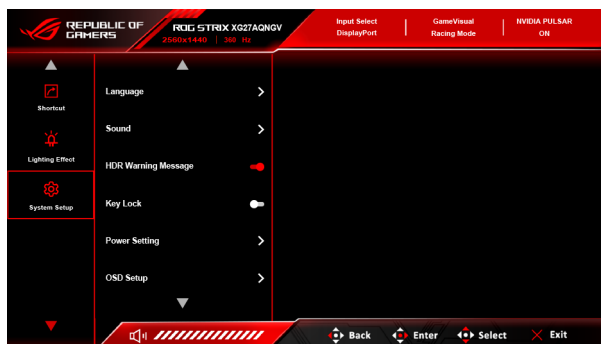 REPUBLIC OF
GAMERS
ROG STRIX XG27AQNGV
2560x1440 | 360 Hz
Input Select
DisplayPort
GameVisual
Racing Mode
NVIDIA PULSAR
ON
Shortcut
Lighting Effect
System Setup
Language
Sound
HDR Warning Message
Key Lock
Power Setting
OSD Setup
Back
Enter
Select
Exit